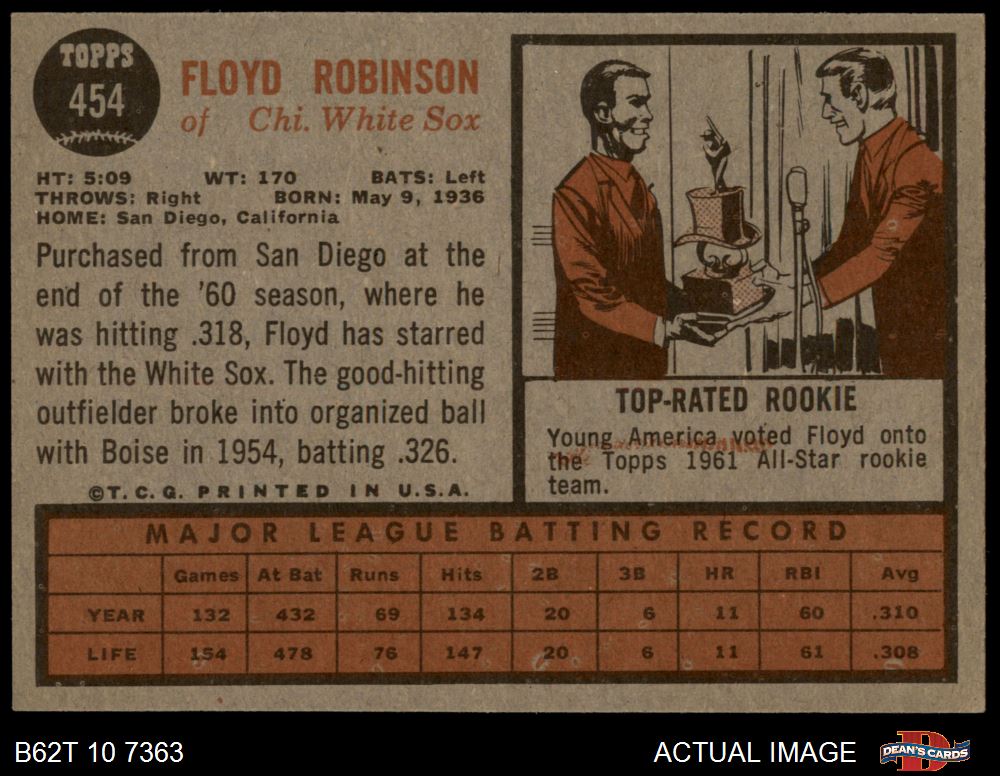 TOPPS
454
FLOYD ROBINSON
of Chi. White Sox
HT: 5:09 WT: 170 BATS: Left
THROWS: Right BORN: May 9, 1936
HOME: San Diego, California
Purchased from San Diego at the
end of the '60 season, where he
was hitting .318, Floyd has starred
with the White Sox. The good-hitting
outfielder broke into organized ball
with Boise in 1954, batting .326.
©T.C.G. PRINTED IN U.S.A.
TOP-RATED ROOKIE
Young America voted Floyd onto
the Topps 1961 All-Star rookie
team.
MAJOR LEAGUE BATTING RECORD
Games At Bat Runs Hits 2B 3B HR RBI Avg
YEAR 132 432 69 134 20 6 11 60 .310
LIFE 154 478 76 147 20 6 11 61 .308
B62T 10 7363 ACTUAL IMAGE DEAN'S CARDS